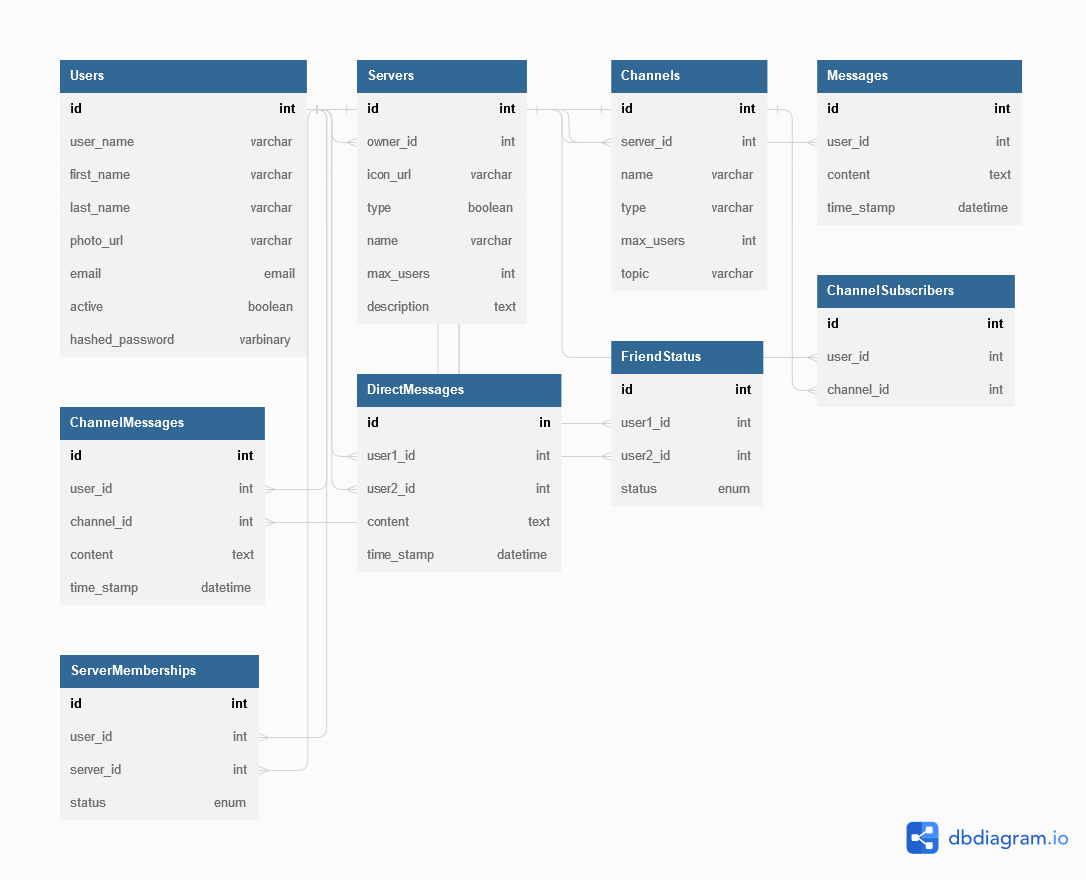 Users
id int
user_name varchar
first_name varchar
last_name varchar
photo_url varchar
email email
active boolean
hashed_password varbinary
Servers
id int
owner_id int
icon_url varchar
type boolean
name varchar
max_users int
description text
Channels
id int
server_id int
name varchar
type varchar
max_users int
topic varchar
Messages
id int
user_id int
content text
time_stamp datetime
ChannelSubscribers
id int
user_id int
channel_id int
FriendStatus
id int
user1_id int
user2_id int
status enum
DirectMessages
id in
user1_id int
user2_id int
content text
time_stamp datetime
ChannelMessages
id int
user_id int
channel_id int
content text
time_stamp datetime
ServerMemberships
id int
user_id int
server_id int
status enum
dbdiagram.io